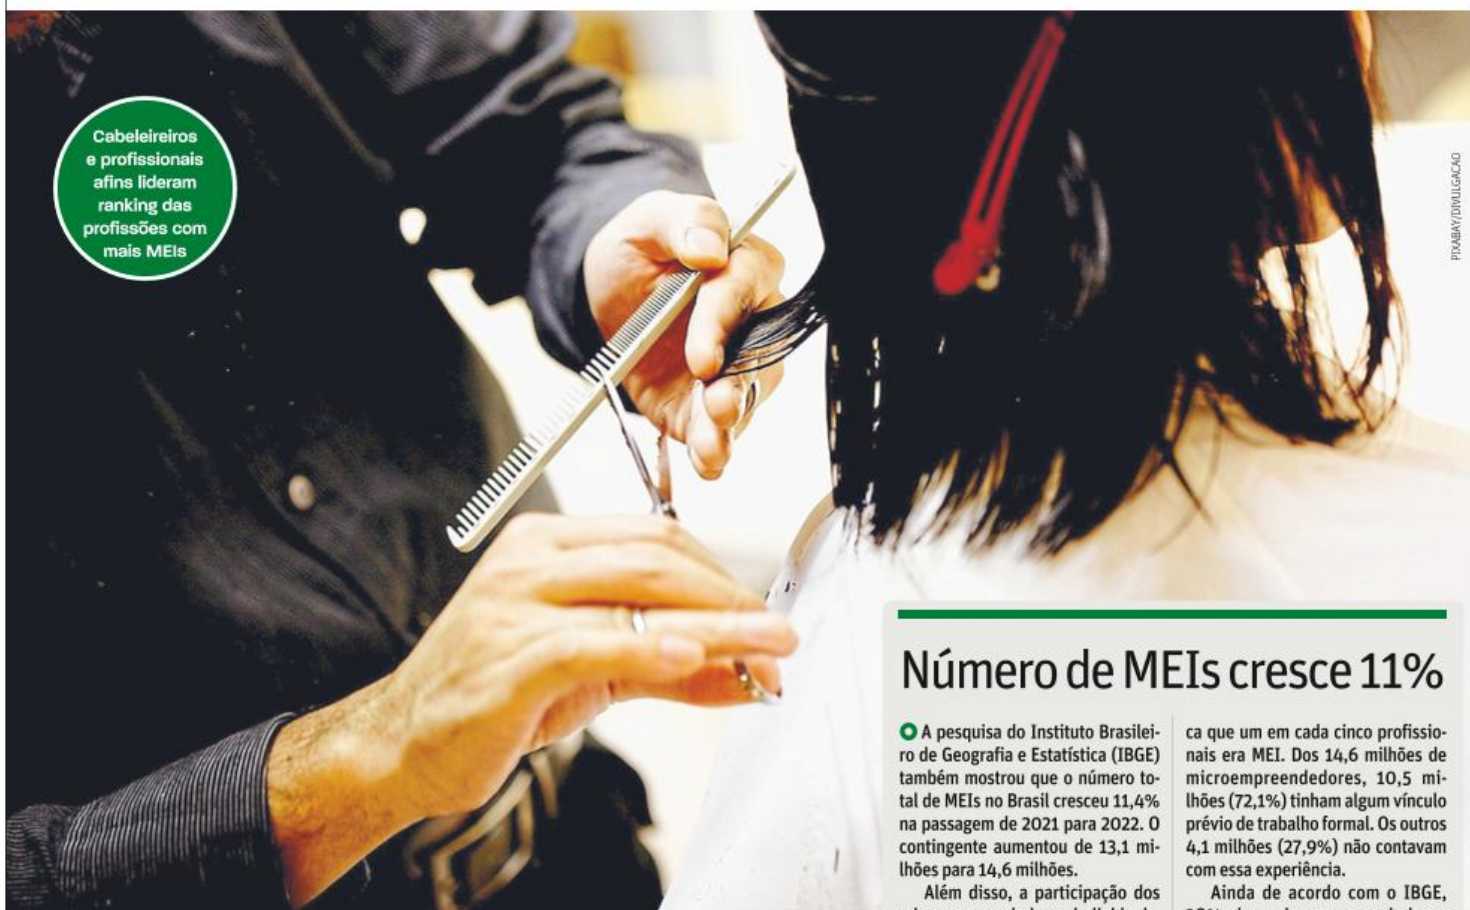 Cabeleireiros
e profissionais
afins lideram
ranking das
profissões com
mais MEIs
PIXABAY/DIVULGACAO
Número de MEIs cresce 11%
A pesquisa do Instituto Brasilei-
ro de Geografia e Estatística (IBGE)
também mostrou que o número to-
tal de MEIs no Brasil cresceu 11,4%
na passagem de 2021 para 2022. O
contingente aumentou de 13,1 mi-
lhões para 14,6 milhões.
Além disso, a participação dos
ca que um em cada cinco profissio-
nais era MEI. Dos 14,6 milhões de
microempreendedores, 10,5 mi-
lhões (72,1%) tinham algum vínculo
prévio de trabalho formal. Os outros
4,1 milhões (27,9%) não contavam
com essa experiência.
Ainda de acordo com o IBGE,